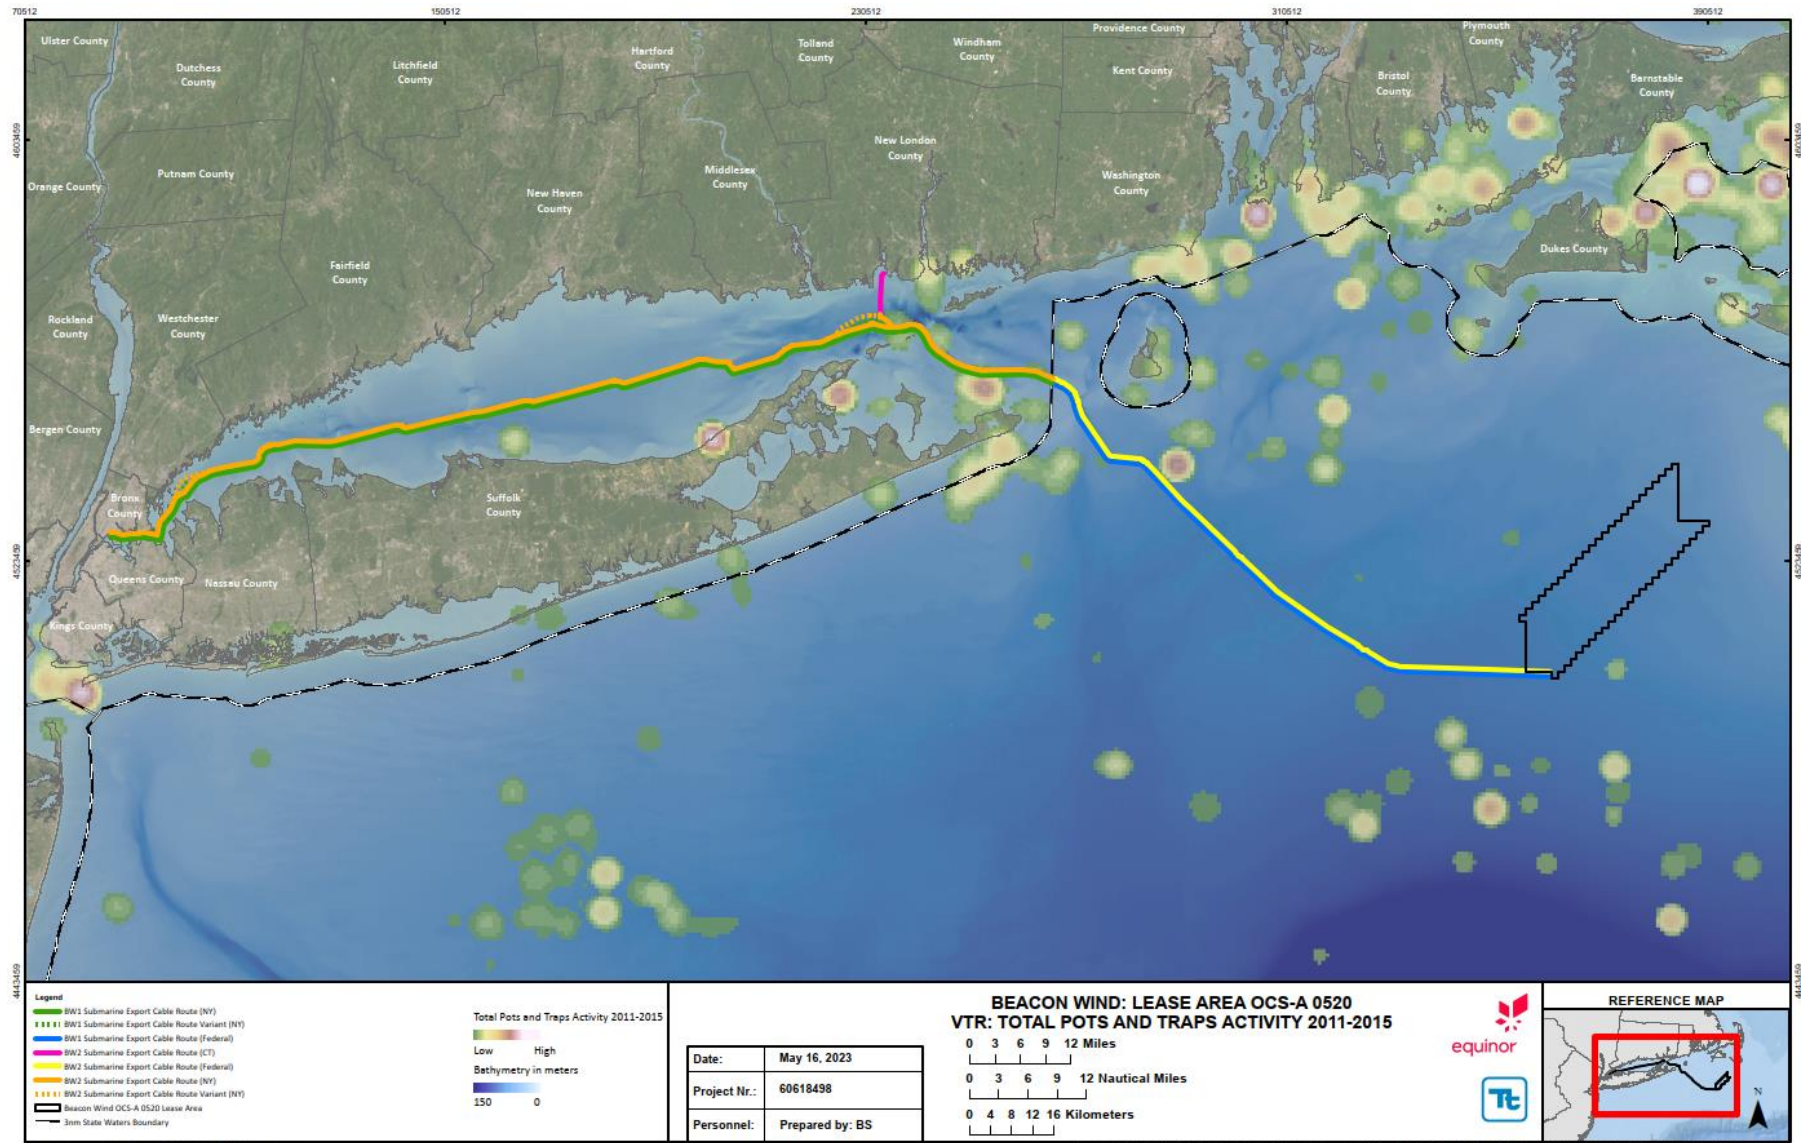 70512
150512
230512
310512
390512
Ulster County
Dutchess
County
Litchfield
County
Hartford
County
Tolland
County
Windham
County
Providence County
Kent County
Bristol
County
Plymouth
County
Barnstable
County
4603459
4603459
Orange County
Putnam County
New Haven
County
Middlesex
County
New London
County
Washington
County
Dukes County
Fairfield
County
Rockland
County
Westchester
County
Bergen County
Bronx
County
Suffolk
County
4523459
4523459
Queens County
Nassau County
Kings County
4443459
4443459
Legend
BW1 Submarine Export Cable Route (NY)
BW1 Submarine Export Cable Route Variant (NY)
BW1 Submarine Export Cable Route (Federal)
BW2 Submarine Export Cable Route (CT)
BW2 Submarine Export Cable Route (Federal)
BW2 Submarine Export Cable Route (NY)
BW2 Submarine Export Cable Route Variant (NY)
Beacon Wind OCS-A 0520 Lease Area
3nm State Waters Boundary
Total Pots and Traps Activity 2011-2015
Low High
Bathymetry in meters
150 0
Date: May 16, 2023
Project Nr.: 60618498
Personnel: Prepared by: BS
BEACON WIND: LEASE AREA OCS-A 0520
VTR: TOTAL POTS AND TRAPS ACTIVITY 2011-2015
0 3 6 9 12 Miles
0 3 6 9 12 Nautical Miles
0 4 8 12 16 Kilometers
equinor
Tt
REFERENCE MAP
N